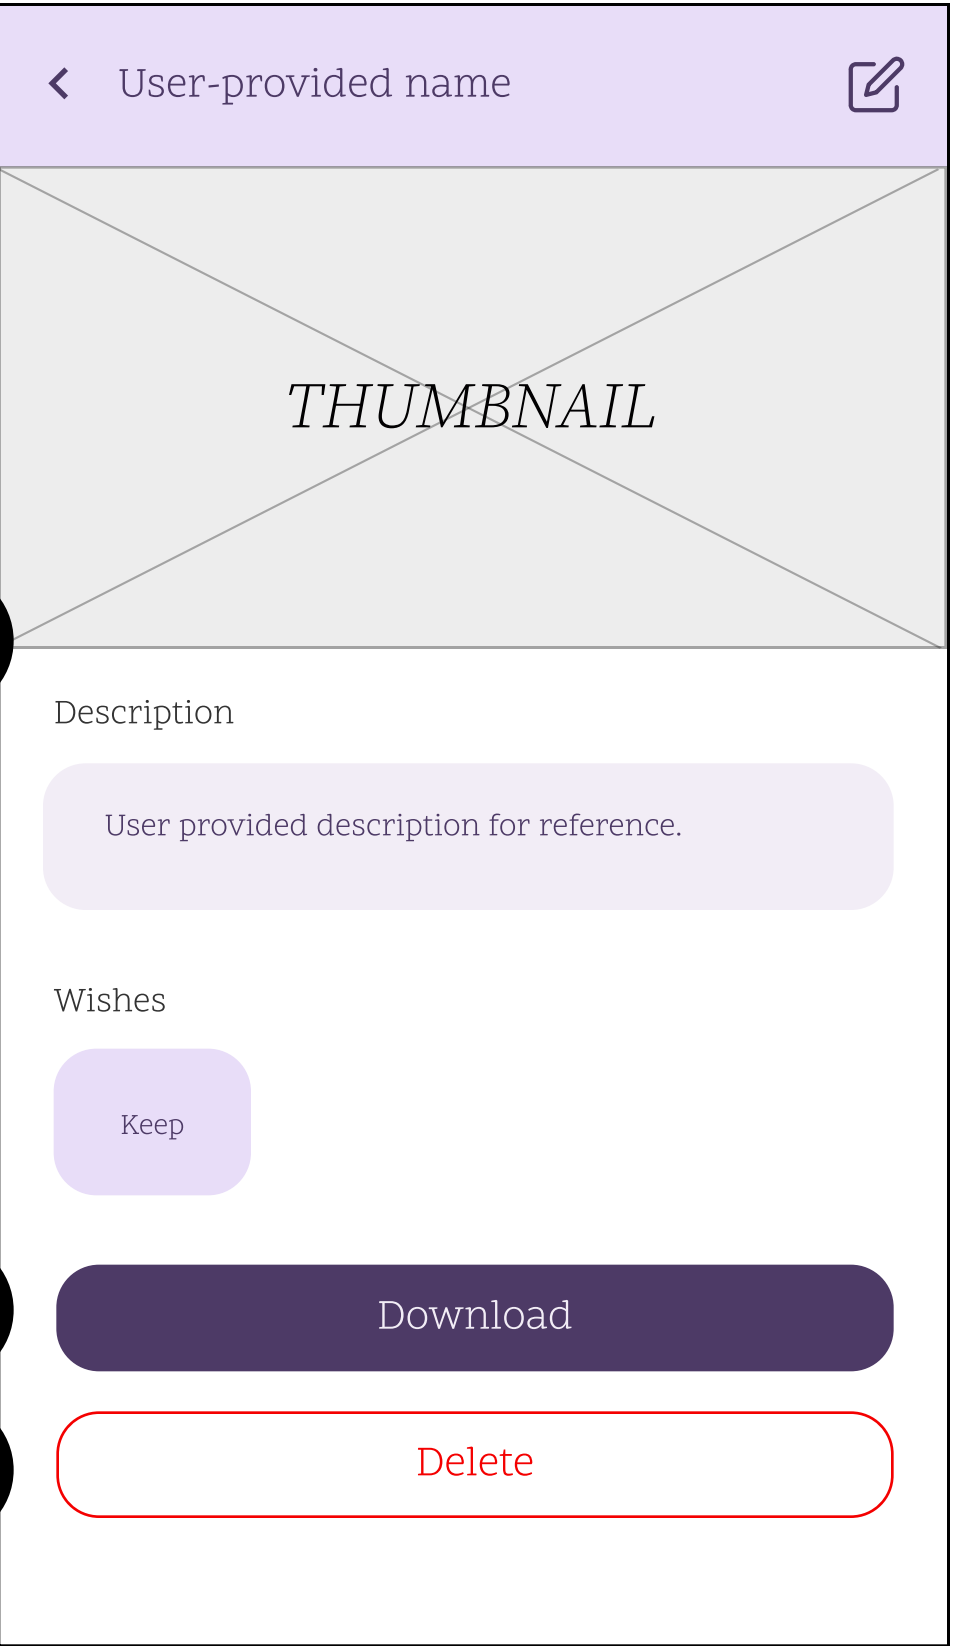 User-provided name
THUMBNAIL
Description
User provided description for reference.
Wishes
Keep
Download
Delete